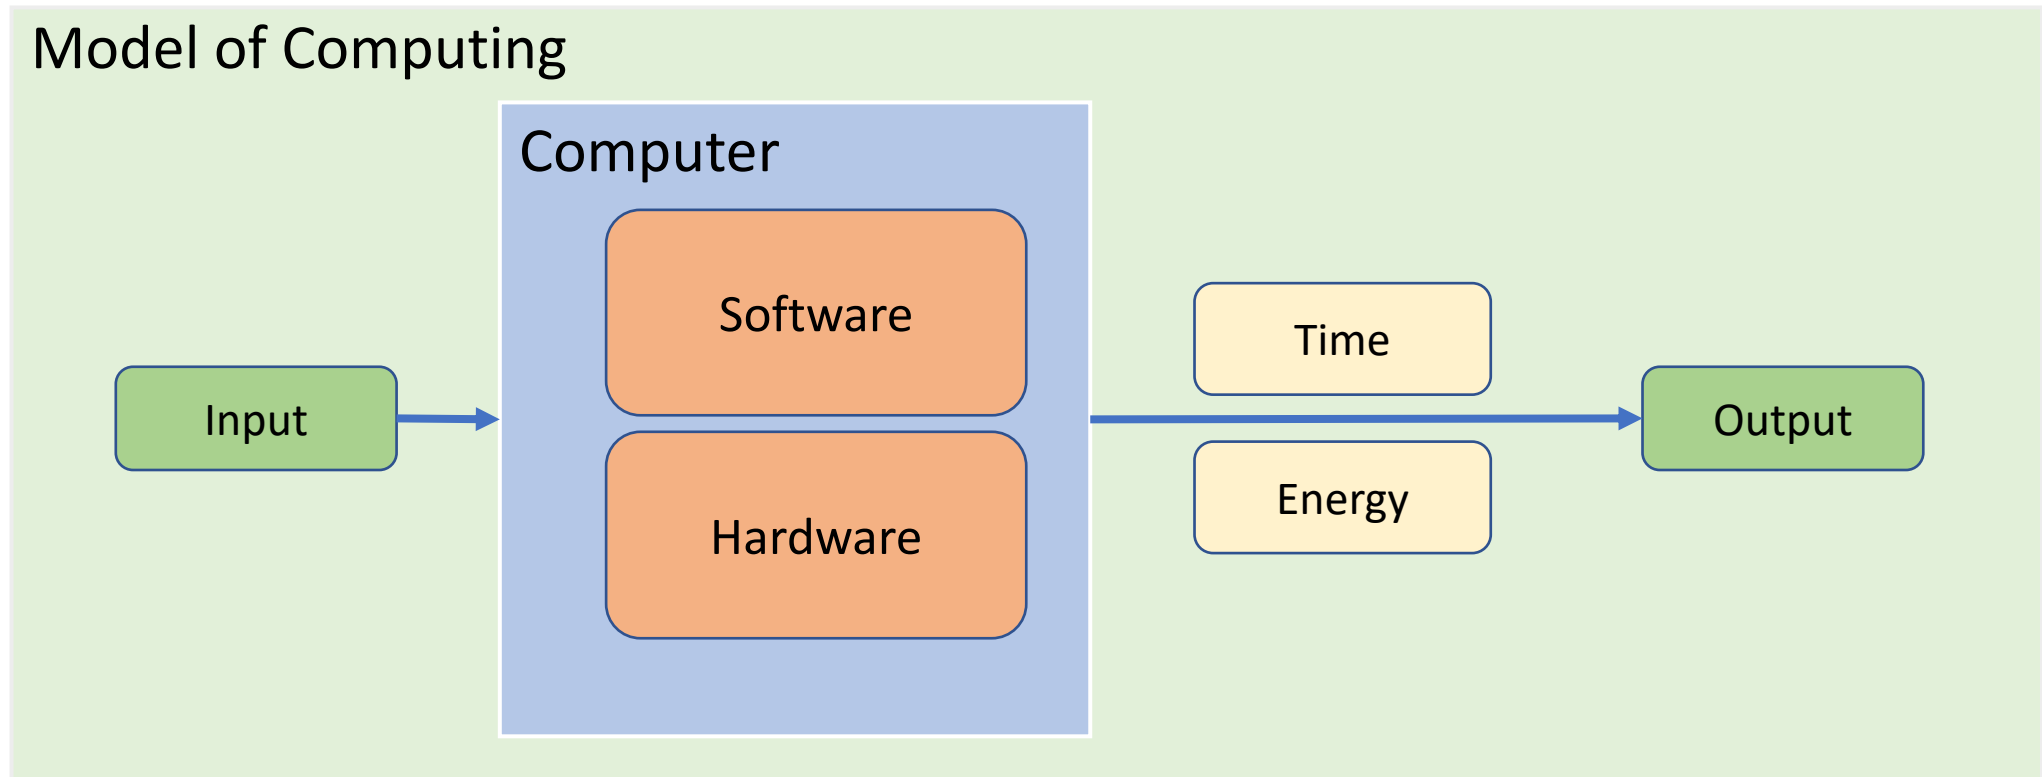 Model of Computing
Computer
Software
Hardware
Input
Time
Energy
Output